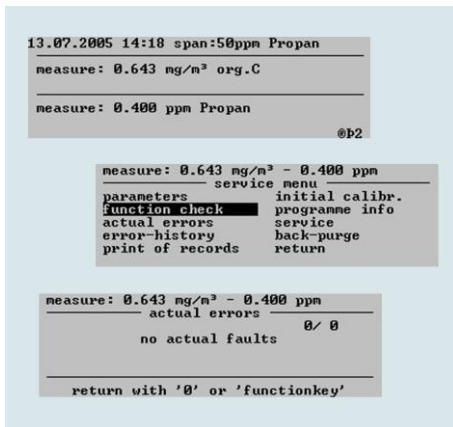 13.07.2005 14:18 span:50ppm Propan
measure: 0.643 mg/m³ org.C
measure: 0.400 ppm Propan
®Þ2
measure: 0.643 mg/m³ - 0.400 ppm
service menu
parameters initial calibr.
function check programme info
actual errors service
error-history back-purge
print of records return
measure: 0.643 mg/m³ - 0.400 ppm
actual errors
0/ 0
no actual faults
return with '0' or 'functionkey'